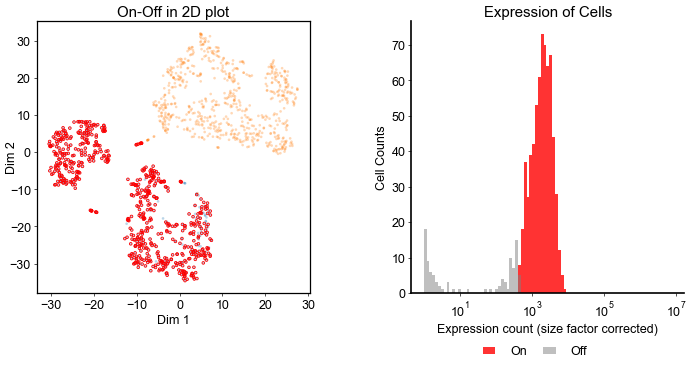 On-Off in 2D plot
Dim 2
30
20
10
0
−10
−20
−30
−30 −20 −10 0 10 20 30
Dim 1
Expression of Cells
Cell Counts
70
60
50
40
30
20
10
0
10^1 10^3 10^5 10^7
Expression count (size factor corrected)
On Off